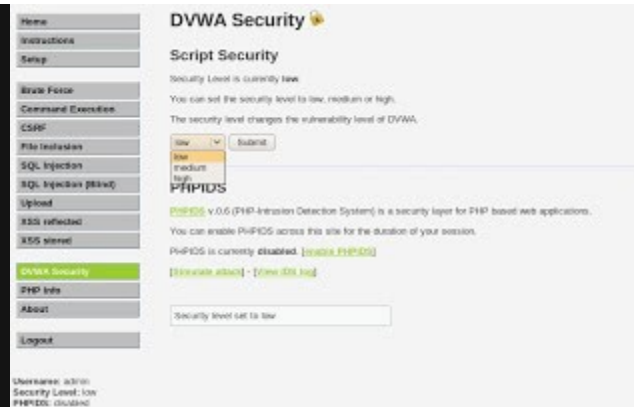 Home
Instructions
Setup
Brute Force
Command Execution
CSRF
File Inclusion
SQL Injection
SQL Injection (Blind)
Upload
XSS reflected
XSS stored
DVWA Security
PHP Info
About
Logout
Username: admin
Security Level: low
PHPIDS: disabled
DVWA Security
Script Security
Security Level is currently low.
You can set the security level to low, medium or high.
The security level changes the vulnerability level of DVWA.
low Submit
low
medium
high
PHPIDS
PHPIDS v.0.6 (PHP-Intrusion Detection System) is a security layer for PHP based web applications.
You can enable PHPIDS across this site for the duration of your session.
PHPIDS is currently disabled. [enable PHPIDS]
[Simulate attack] - [View IDS log]
Security level set to low